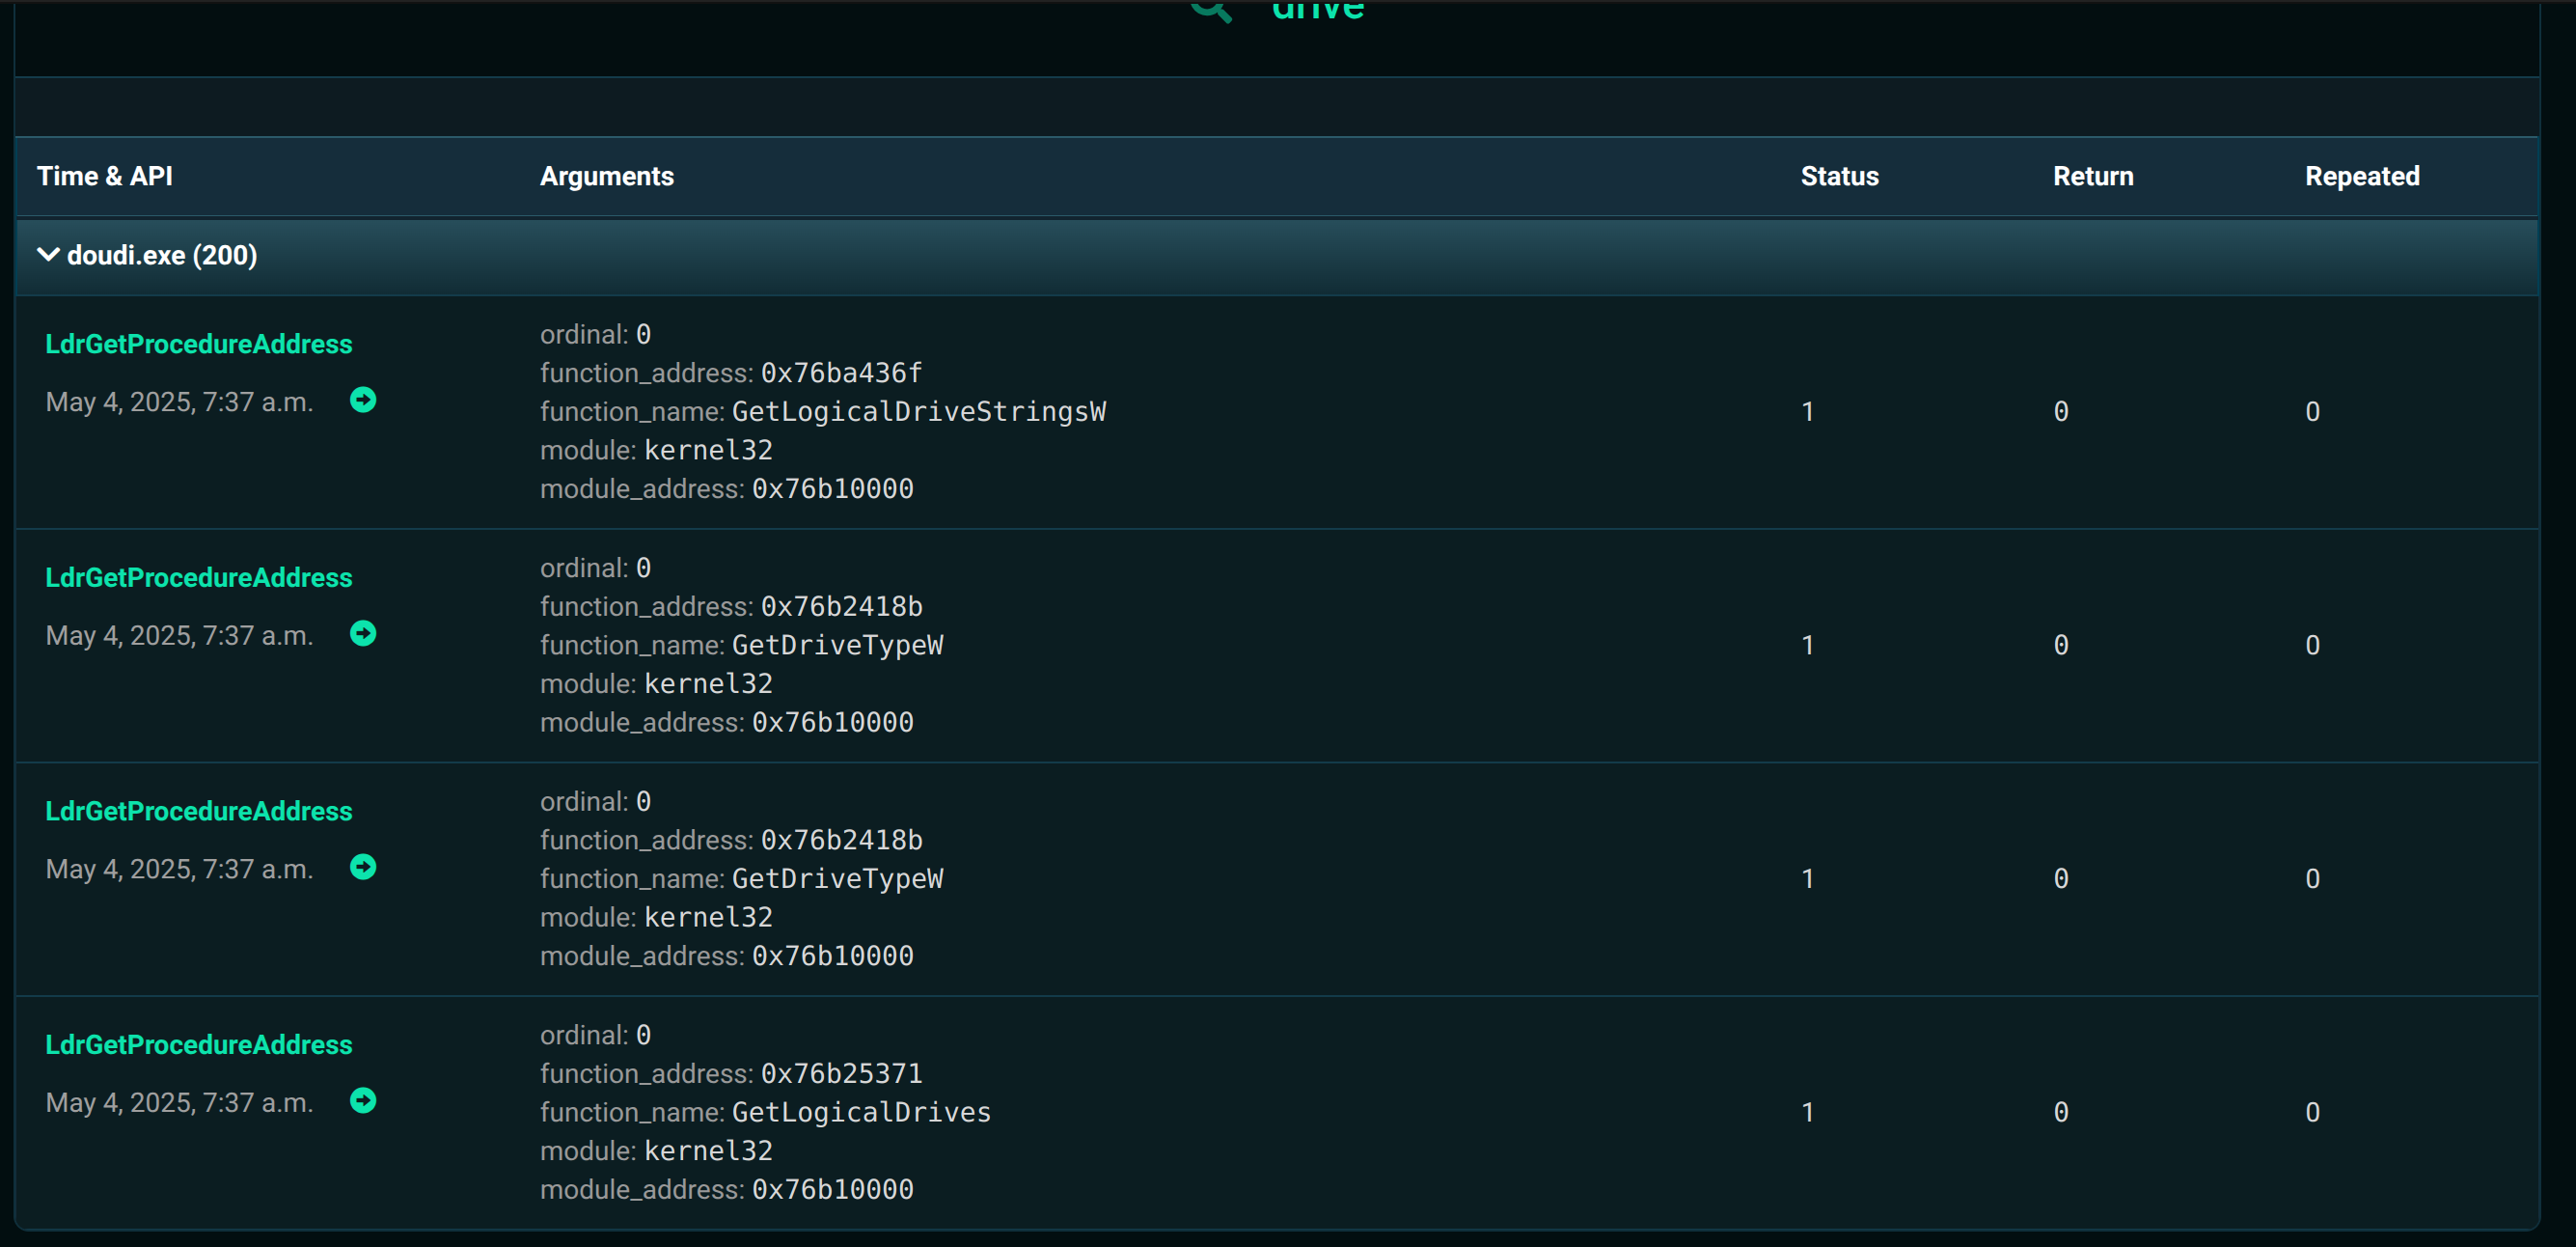 drive
Time & API Arguments Status Return Repeated
doudi.exe (200)
LdrGetProcedureAddress
May 4, 2025, 7:37 a.m.
ordinal: 0
function_address: 0x76ba436f
function_name: GetLogicalDriveStringsW
module: kernel32
module_address: 0x76b10000
1 0 0
LdrGetProcedureAddress
May 4, 2025, 7:37 a.m.
ordinal: 0
function_address: 0x76b2418b
function_name: GetDriveTypeW
module: kernel32
module_address: 0x76b10000
1 0 0
LdrGetProcedureAddress
May 4, 2025, 7:37 a.m.
ordinal: 0
function_address: 0x76b2418b
function_name: GetDriveTypeW
module: kernel32
module_address: 0x76b10000
1 0 0
LdrGetProcedureAddress
May 4, 2025, 7:37 a.m.
ordinal: 0
function_address: 0x76b25371
function_name: GetLogicalDrives
module: kernel32
module_address: 0x76b10000
1 0 0